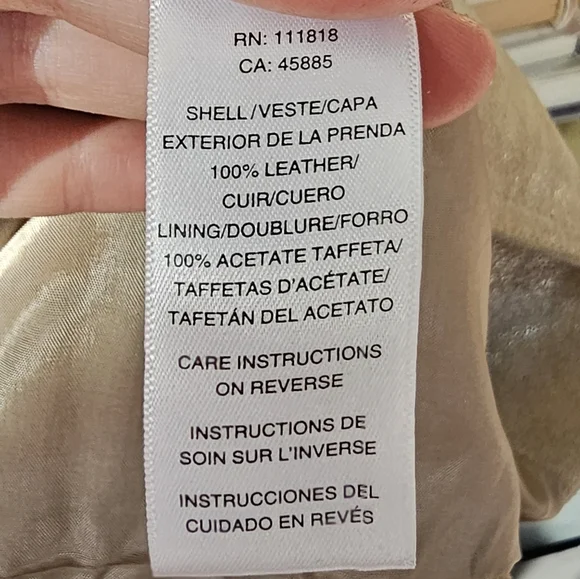 RN: 111818
CA: 45885
SHELL/VESTE/CAPA
EXTERIOR DE LA PRENDA
100% LEATHER/
CUIR/CUERO
LINING/DOUBLURE/FORRO
100% ACETATE TAFFETA/
TAFFETAS D'ACÉTATE/
TAFETÁN DEL ACETATO
CARE INSTRUCTIONS
ON REVERSE
INSTRUCTIONS DE
SOIN SUR L'INVERSE
INSTRUCCIONES DEL
CUIDADO EN REVÉS